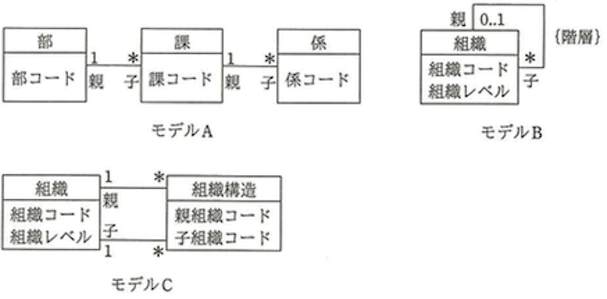 部
部コード
1 *
親 子
課
課コード
1 *
親 子
係
係コード
モデルA
親 0..1
{階層}
組織
組織コード
組織レベル
*
子
モデルB
組織
組織コード
組織レベル
1 *
親
子
1 *
組織構造
親組織コード
子組織コード
モデルC